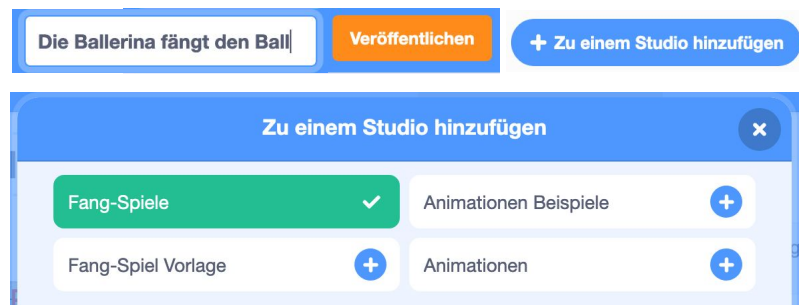 Die Ballerina fängt den Ball Veröffentlichen + Zu einem Studio hinzufügen
Zu einem Studio hinzufügen
Fang-Spiele Animationen Beispiele
Fang-Spiel Vorlage Animationen